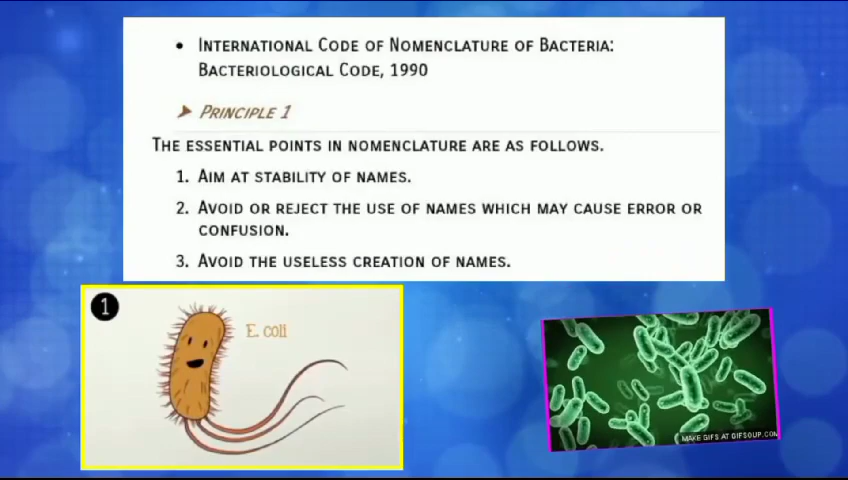 • International Code of Nomenclature of Bacteria:
Bacteriological Code, 1990
➤ Principle 1
The essential points in nomenclature are as follows.
1. Aim at stability of names.
2. Avoid or reject the use of names which may cause error or
confusion.
3. Avoid the useless creation of names.
1
E. coli
MAKE GIFS AT GIFSOUP.COM